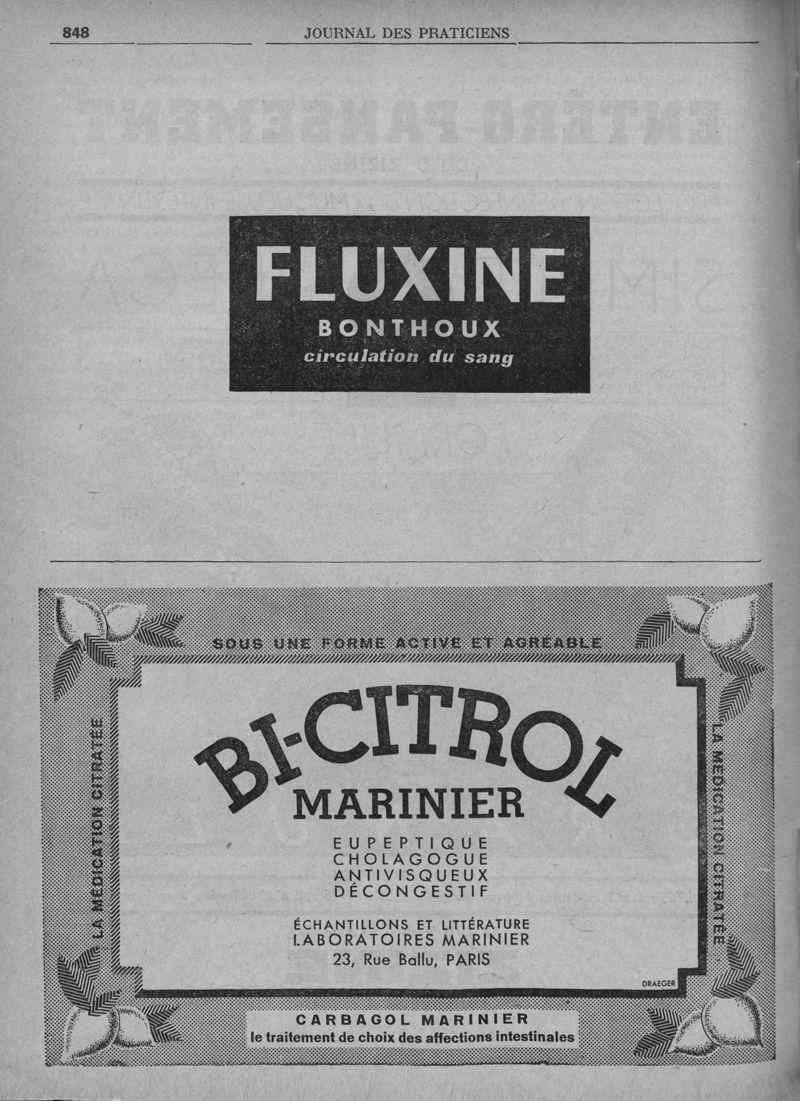 848
JOURNAL DES PRATICIENS
FLUXINE
BONTHOUX
circulation du sang
SOUS UNE FORME ACTIVE ET AGRÉABLE
LA MÉDICATION CITRATÉE
BI-CITROL
MARINIER
EUPEPTIQUE
CHOLAGOGUE
ANTIVISQUEUX
DÉCONGESTIF
ÉCHANTILLONS ET LITTÉRATURE
LABORATOIRES MARINIER
23, Rue Ballu, PARIS
LA MÉDICATION CITRATÉE
DRAEGER
CARBAGOL MARINIER
le traitement de choix des affections intestinales